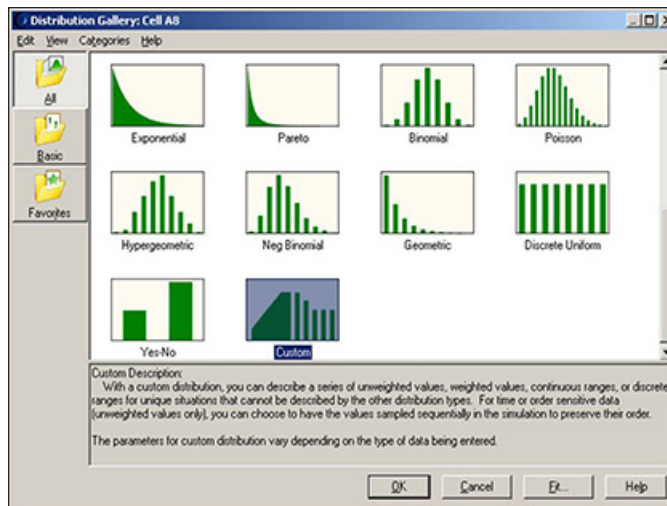 Distribution Gallery: Cell A8
Edit View Categories Help
All
Basic
Favorites
Exponential Pareto Binomial Poisson
Hypergeometric Neg Binomial Geometric Discrete Uniform
Yes-No Custom
Custom Description:
With a custom distribution, you can describe a series of unweighted values, weighted values, continuous ranges, or discrete
ranges for unique situations that cannot be described by the other distribution types. For time or order sensitive data
(unweighted values only), you can choose to have the values sampled sequentially in the simulation to preserve their order.
The parameters for custom distribution vary depending on the type of data being entered.
OK Cancel Fit... Help